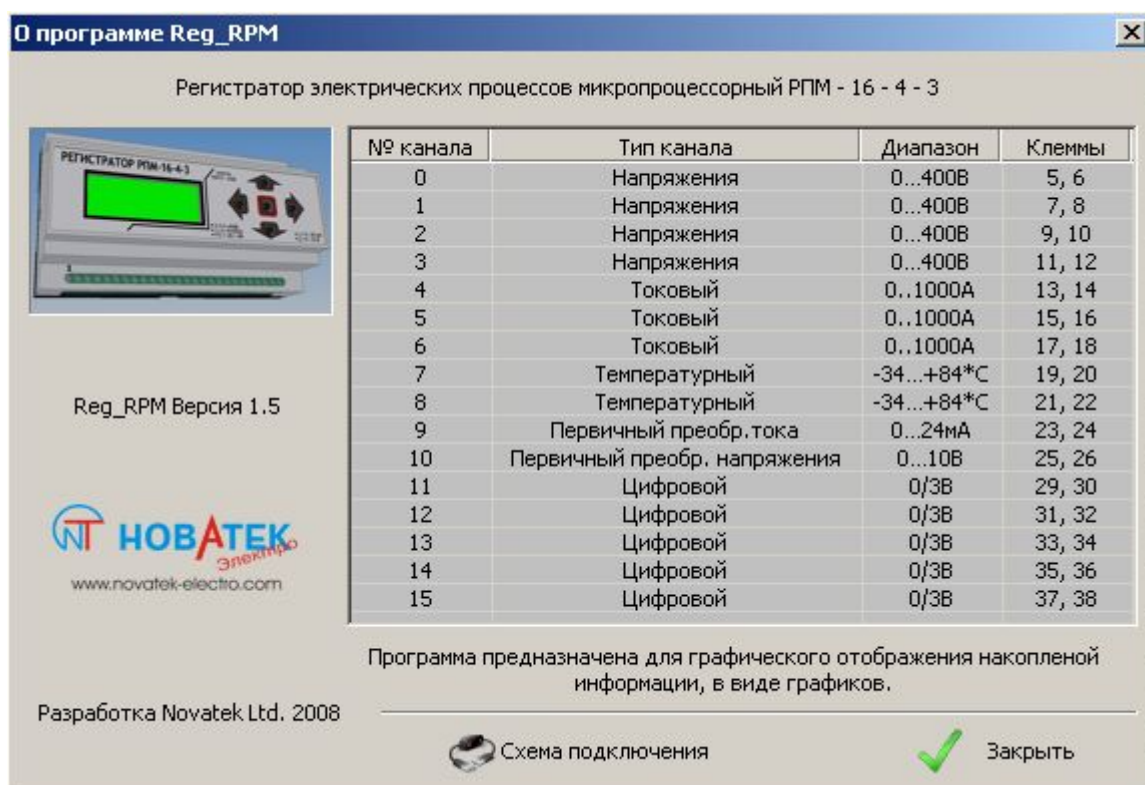 О программе Reg_RPM
Регистратор электрических процессов микропроцессорный РПМ - 16 - 4 - 3
РЕГИСТРАТОР РПМ-16-4-3
№ канала Тип канала Диапазон Клеммы
0 Напряжения 0...400В 5, 6
1 Напряжения 0...400В 7, 8
2 Напряжения 0...400В 9, 10
3 Напряжения 0...400В 11, 12
4 Токовый 0..1000А 13, 14
5 Токовый 0..1000А 15, 16
6 Токовый 0..1000А 17, 18
7 Температурный -34...+84*С 19, 20
8 Температурный -34...+84*С 21, 22
9 Первичный преобр.тока 0...24мА 23, 24
10 Первичный преобр. напряжения 0...10В 25, 26
11 Цифровой 0/3В 29, 30
12 Цифровой 0/3В 31, 32
13 Цифровой 0/3В 33, 34
14 Цифровой 0/3В 35, 36
15 Цифровой 0/3В 37, 38
Reg_RPM Версия 1.5
НОВАТЕК
Электро
www.novatek-electro.com
Программа предназначена для графического отображения накопленой
информации, в виде графиков.
Разработка Novatek Ltd. 2008
Схема подключения Закрыть